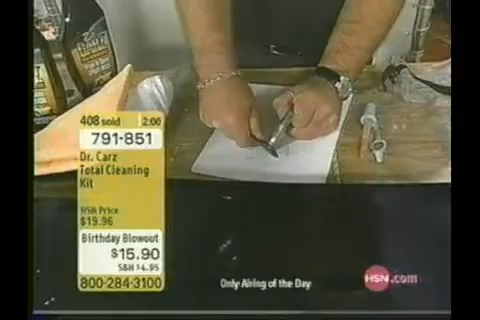 408 sold 2:00
791-851
Dr. Carz
Total Cleaning
Kit
HSN Price
$19.96
Birthday Blowout
$15.90
S&H $4.95
800-284-3100
Only Airing of the Day
HSN.com